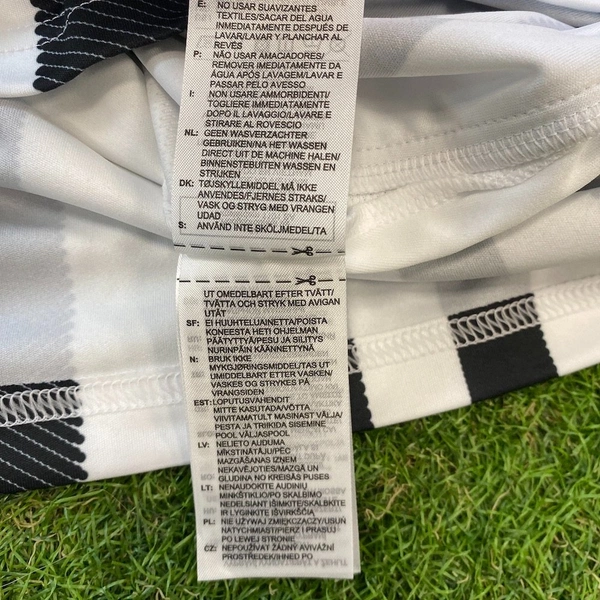 E: NO USAR SUAVIZANTES
TEXTILES/SACAR DEL AGUA
INMEDIATAMENTE DESPUÉS DE
LAVAR/LAVAR Y PLANCHAR AL
REVÉS
P: NÃO USAR AMACIADORES/
REMOVER IMEDIATAMENTE DA
ÁGUA APÓS LAVAGEM/LAVAR E
PASSAR PELO AVESSO
I: NON USARE AMMORBIDENTI/
TOGLIERE IMMEDIATAMENTE
DOPO IL LAVAGGIO/LAVARE E
STIRARE AL ROVESCIO
NL: GEEN WASVERZACHTER
GEBRUIKEN/NA HET WASSEN
DIRECT UIT DE MACHINE HALEN/
BINNENSTEBUITEN WASSEN EN
STRIJKEN
DK: TØJSKYLLEMIDDEL MÅ IKKE
ANVENDES/FJERNES STRAKS/
VASK OG STRYG MED VRANGEN
UDAD
S: ANVÄND INTE SKÖLJMEDEL/TA
UT OMEDELBART EFTER TVÄTT/
TVÄTTA OCH STRYK MED AVIGAN
UTÅT
SF: EI HUUHTELUAINETTA/POISTA
KONEESTA HETI OHJELMAN
PÄÄTYTTYÄ/PESU JA SILITYS
NURINPÄIN KÄÄNNETTYNÄ
N: BRUK IKKE
MYKGJØRINGSMIDDEL/TAS UT
UMIDDELBART ETTER VASKEN/
VASKES OG STRYKES PÅ
VRANGSIDEN
EST: LOPUTUSVAHENDIT
MITTE KASUTADA/VÕTTA
VIIVITAMATULT MASINAST VÄLJA/
PESTA JA TRIIKIDA SISEMINE
POOL VÄLJASPOOL
LV: NELIETO AUDUMA
MĪKSTINĀTĀJU/PĒC
MAZGĀŠANAS IZŅEM
NEKAVĒJOTIES/MAZGĀ UN
GLUDINA NO KREISĀS PUSES
LT: NENAUDOKITE AUDINIŲ
MINKŠTIKLIO/PO SKALBIMO
NEDELSIANT IŠIMKITE/SKALBKITE
IR LYGINKITE IŠVIRKŠČIĄ
PL: NIE UŻYWAJ ZMIĘKCZACZY/USUŃ
NATYCHMIAST/PIERZ I PRASUJ
PO LEWEJ STRONIE
CZ: NEPOUŽÍVAT ŽÁDNÝ AVIVÁŽNÍ
PROSTŘEDEK/IHNED PO